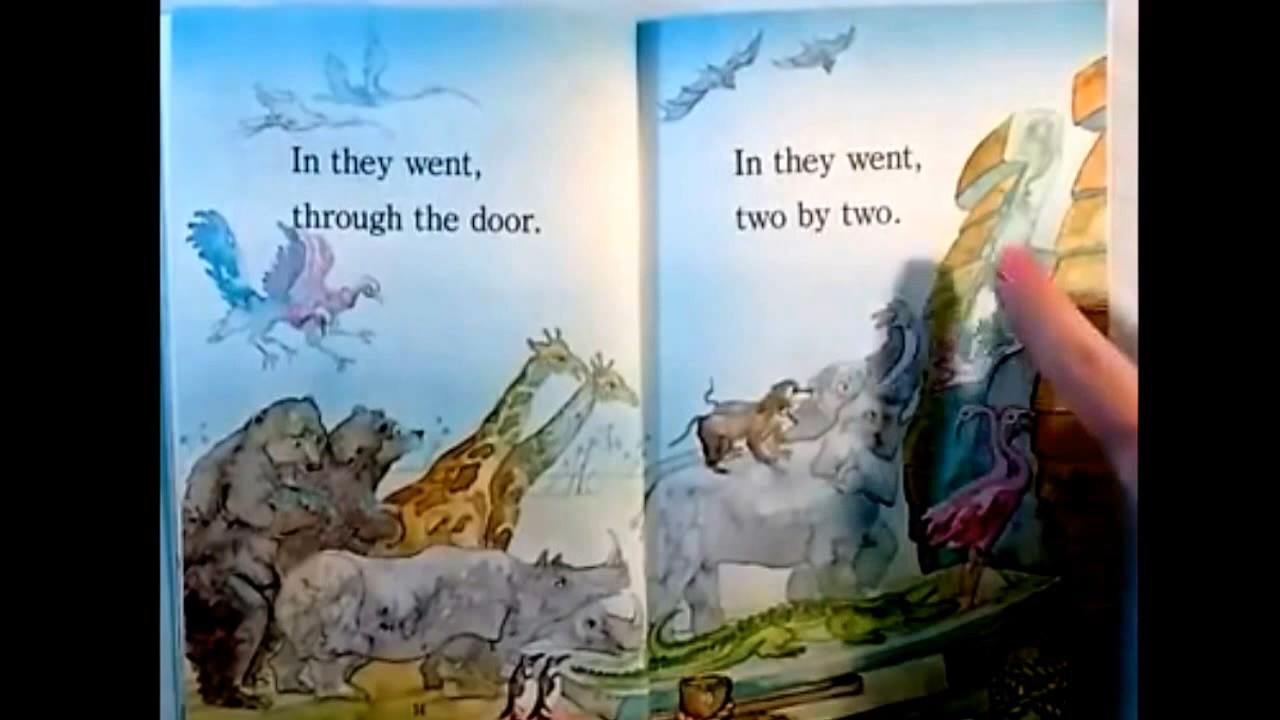 In they went,
through the door.
In they went,
two by two.